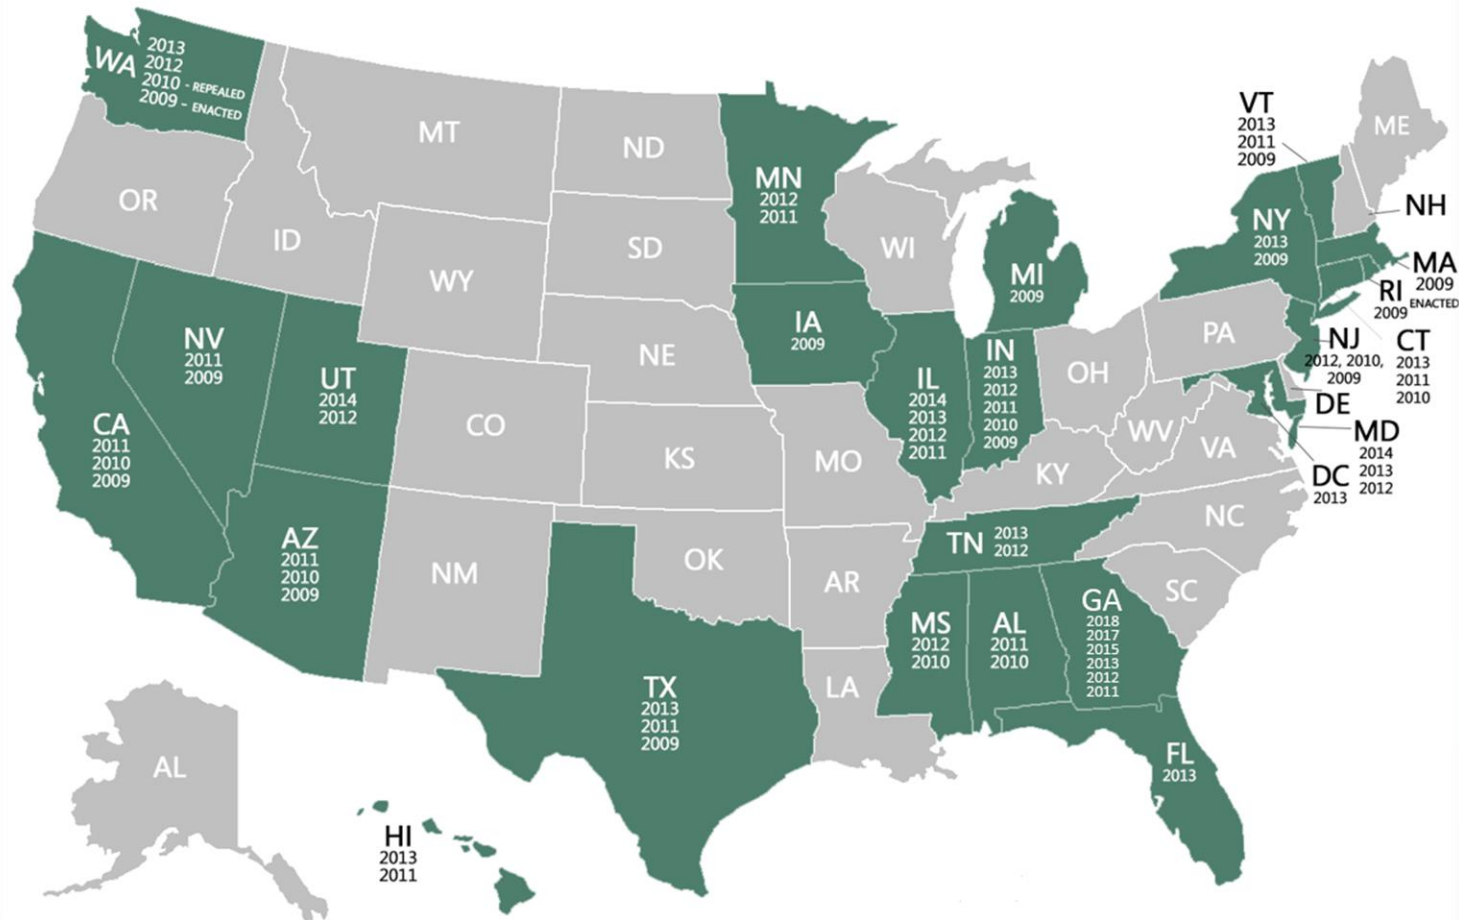 WA
2013
2012
2010 - REPEALED
2009 - ENACTED
MT
ND
MN
2012
2011
VT
2013
2011
2009
ME
OR
ID
WY
SD
WI
MI
2009
NY
2013
2009
NH
MA
2009
ENACTED
RI
2009
NV
2011
2009
UT
2014
2012
CA
2011
2010
2009
CO
NE
IA
2009
IL
2014
2013
2012
2011
IN
2013
2012
2011
2010
2009
OH
PA
NJ
2012, 2010,
2009
CT
2013
2011
2010
DE
MD
2014
2013
2012
DC
2013
KS
MO
KY
WV
VA
NC
AZ
2011
2010
2009
NM
OK
AR
TN
2013
2012
SC
MS
2012
2010
AL
2011
2010
GA
2018
2017
2015
2013
2012
2011
TX
2013
2011
2009
LA
FL
2013
AL
HI
2013
2011